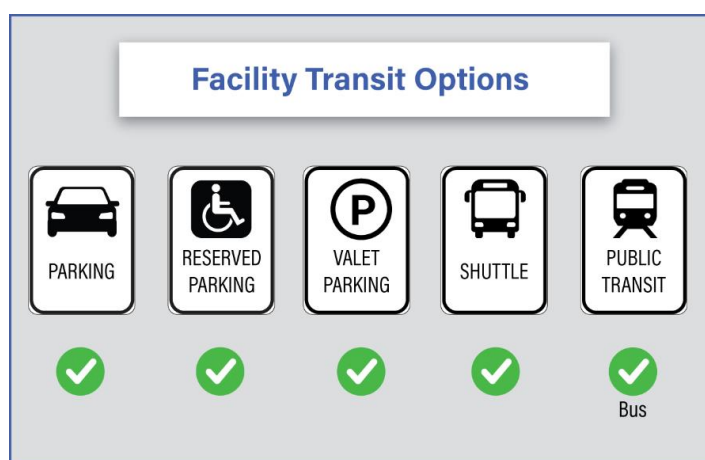 Facility Transit Options
PARKING
RESERVED
PARKING
P
VALET
PARKING
SHUTTLE
PUBLIC
TRANSIT
Bus